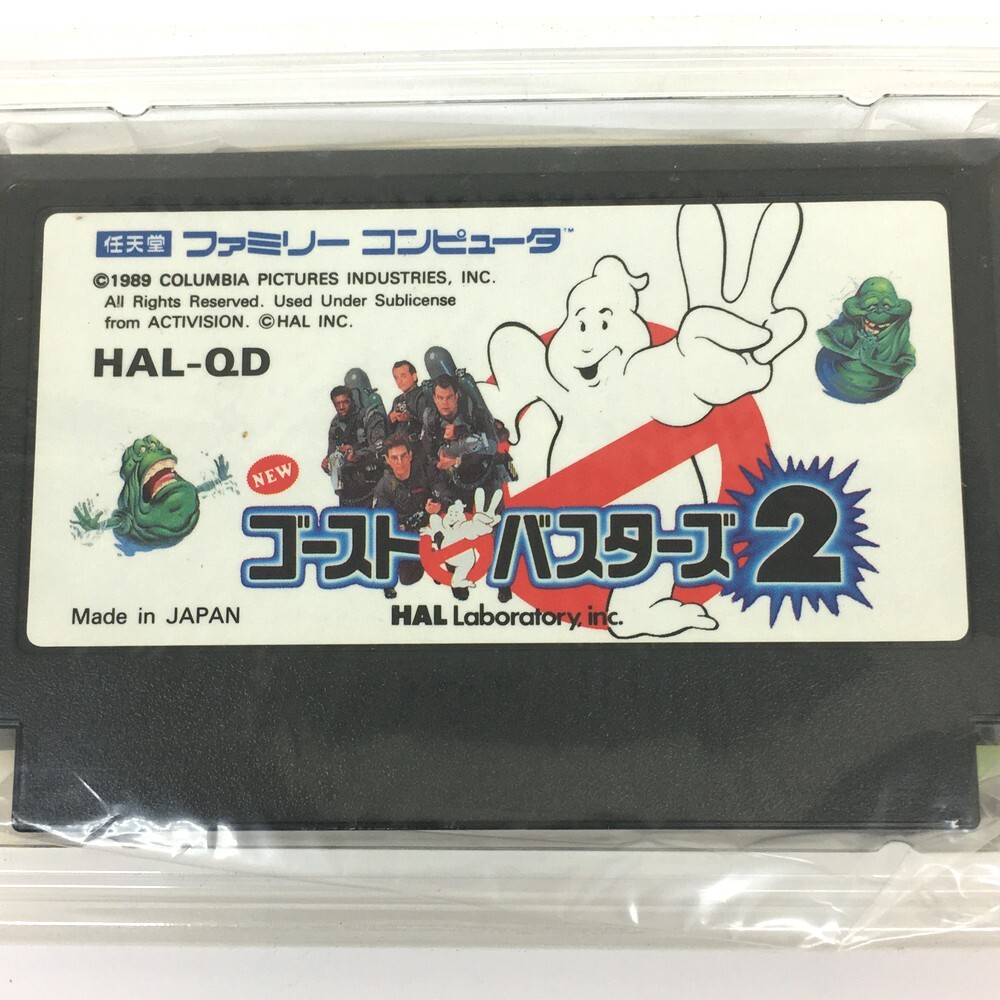 任天堂 ファミリーコンピュータ™
©1989 COLUMBIA PICTURES INDUSTRIES, INC.
All Rights Reserved. Used Under Sublicense
from ACTIVISION. ©HAL INC.
HAL-QD
NEW
ゴーストバスターズ2
Made in JAPAN
HAL Laboratory, inc.